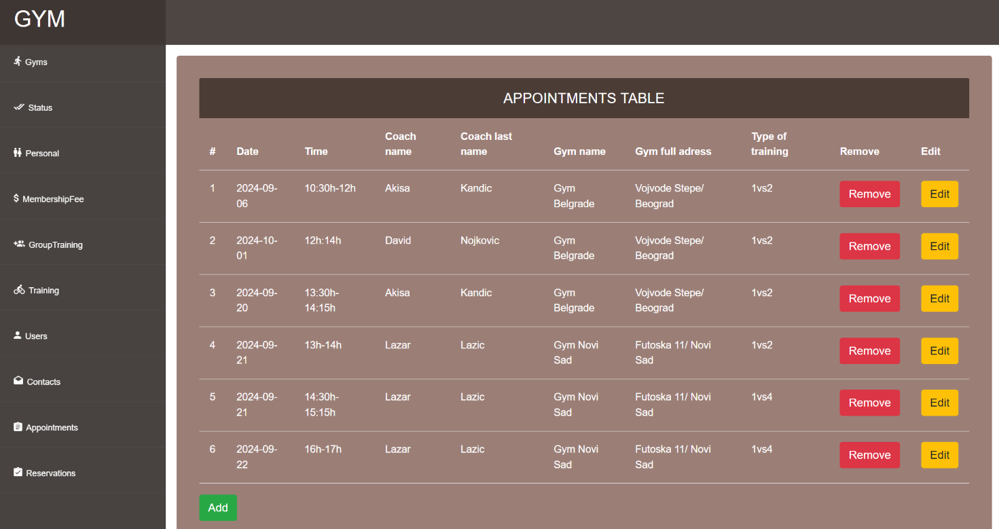 GYM
Gyms
Status
Personal
$ MembershipFee
GroupTraining
Training
Users
Contacts
Appointments
Reservations
APPOINTMENTS TABLE
# Date Time Coach name Coach last name Gym name Gym full adress Type of training Remove Edit
1 2024-09-06 10:30h-12h Akisa Kandic Gym Belgrade Vojvode Stepe/ Beograd 1vs2 Remove Edit
2 2024-10-01 12h:14h David Nojkovic Gym Belgrade Vojvode Stepe/ Beograd 1vs2 Remove Edit
3 2024-09-20 13:30h-14:15h Akisa Kandic Gym Belgrade Vojvode Stepe/ Beograd 1vs2 Remove Edit
4 2024-09-21 13h-14h Lazar Lazic Gym Novi Sad Futoska 11/ Novi Sad 1vs2 Remove Edit
5 2024-09-21 14:30h-15:15h Lazar Lazic Gym Novi Sad Futoska 11/ Novi Sad 1vs4 Remove Edit
6 2024-09-22 16h-17h Lazar Lazic Gym Novi Sad Futoska 11/ Novi Sad 1vs4 Remove Edit
Add